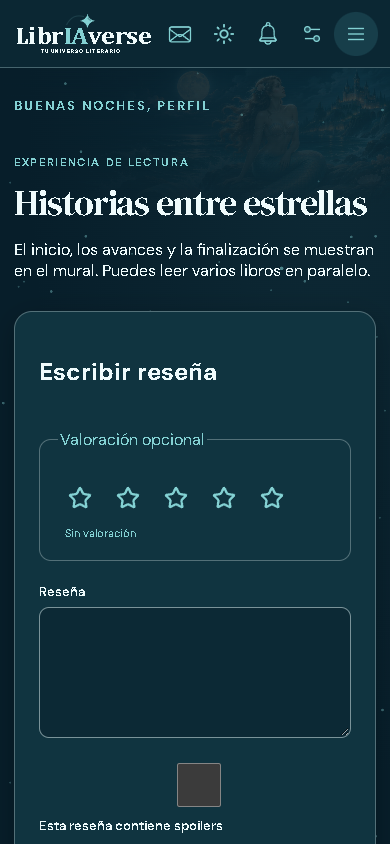 LibrIAverse
TU UNIVERSO LITERARIO
BUENAS NOCHES, PERFIL
EXPERIENCIA DE LECTURA
Historias entre estrellas
El inicio, los avances y la finalización se muestran
en el mural. Puedes leer varios libros en paralelo.
Escribir reseña
Valoración opcional
Sin valoración
Reseña
Esta reseña contiene spoilers